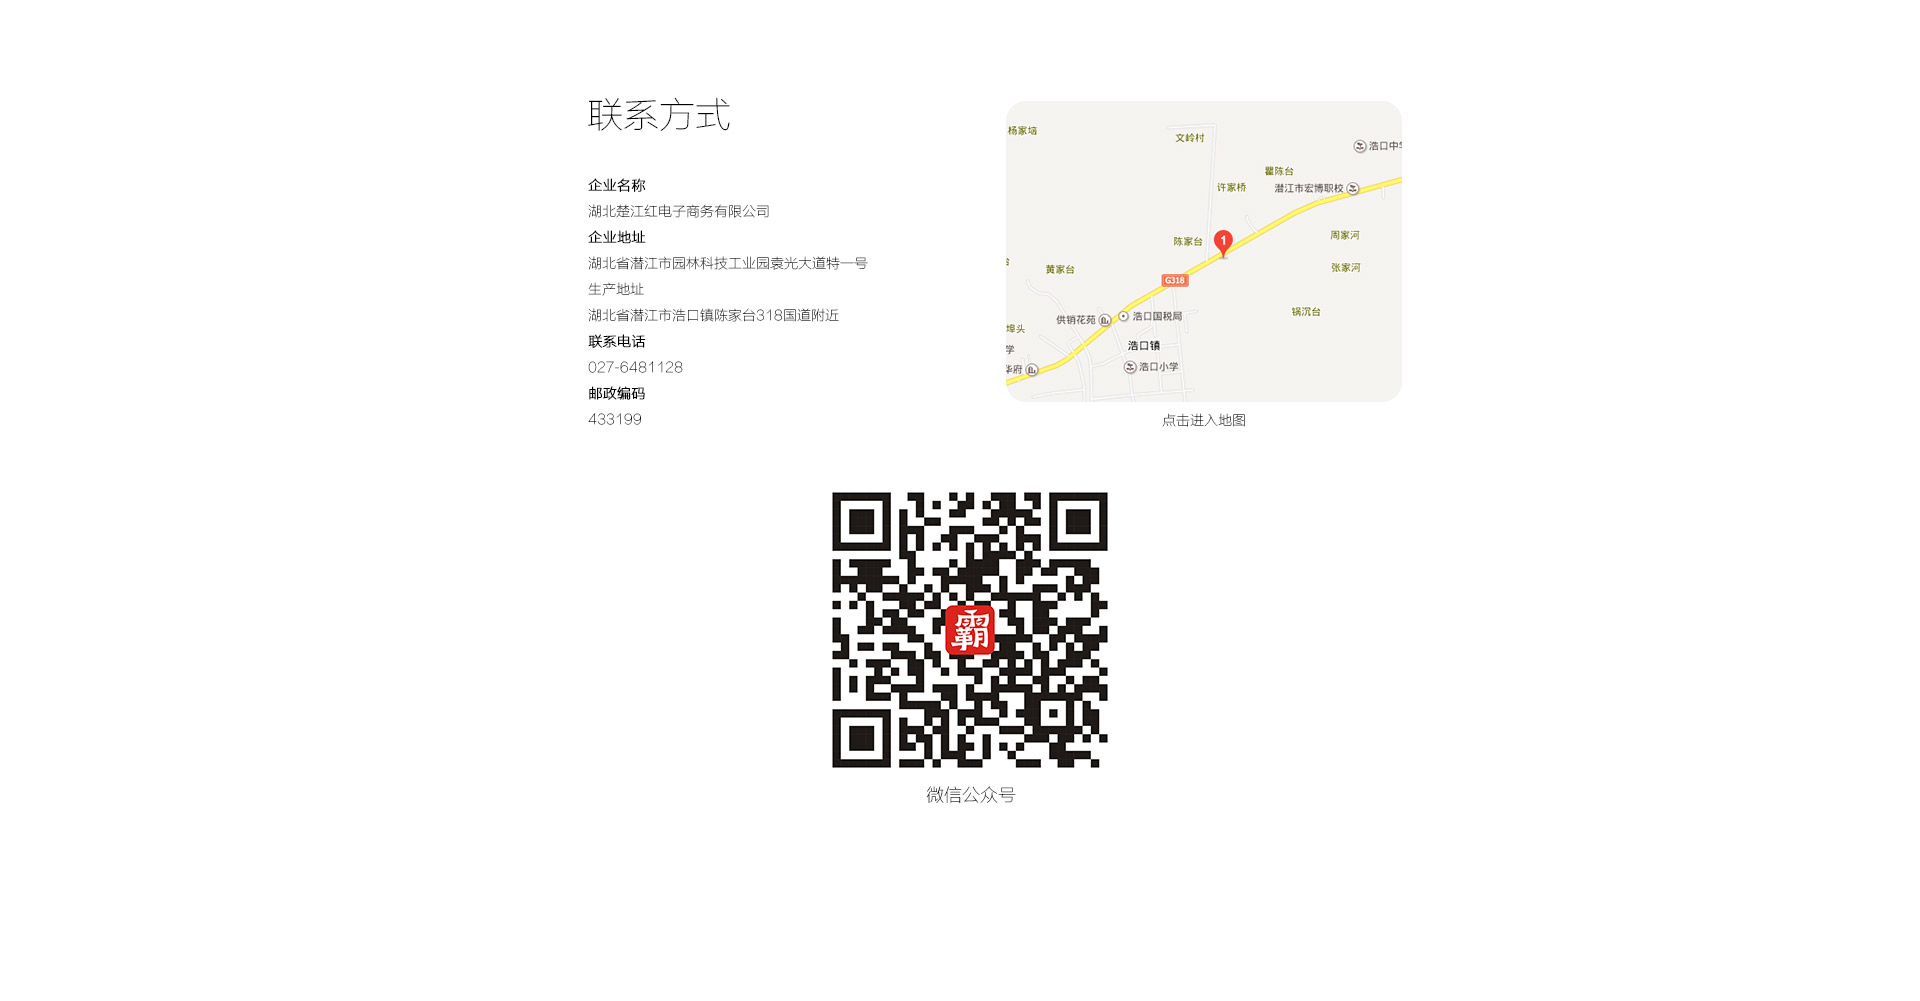 联系方式
企业名称
湖北楚江红电子商务有限公司
企业地址
湖北省潜江市园林科技工业园袁光大道特一号
生产地址
湖北省潜江市浩口镇陈家台318国道附近
联系电话
027-6481128
邮政编码
433199
杨家垴
文岭村
浩口中学
瞿陈台
许家桥
潜江市宏博职校
1
陈家台
周家河
黄家台
张家河
G318
锅沉台
供销花苑
浩口国税局
埠头
浩口镇
学
浩口小学
华府
点击进入地图
霸
微信公众号